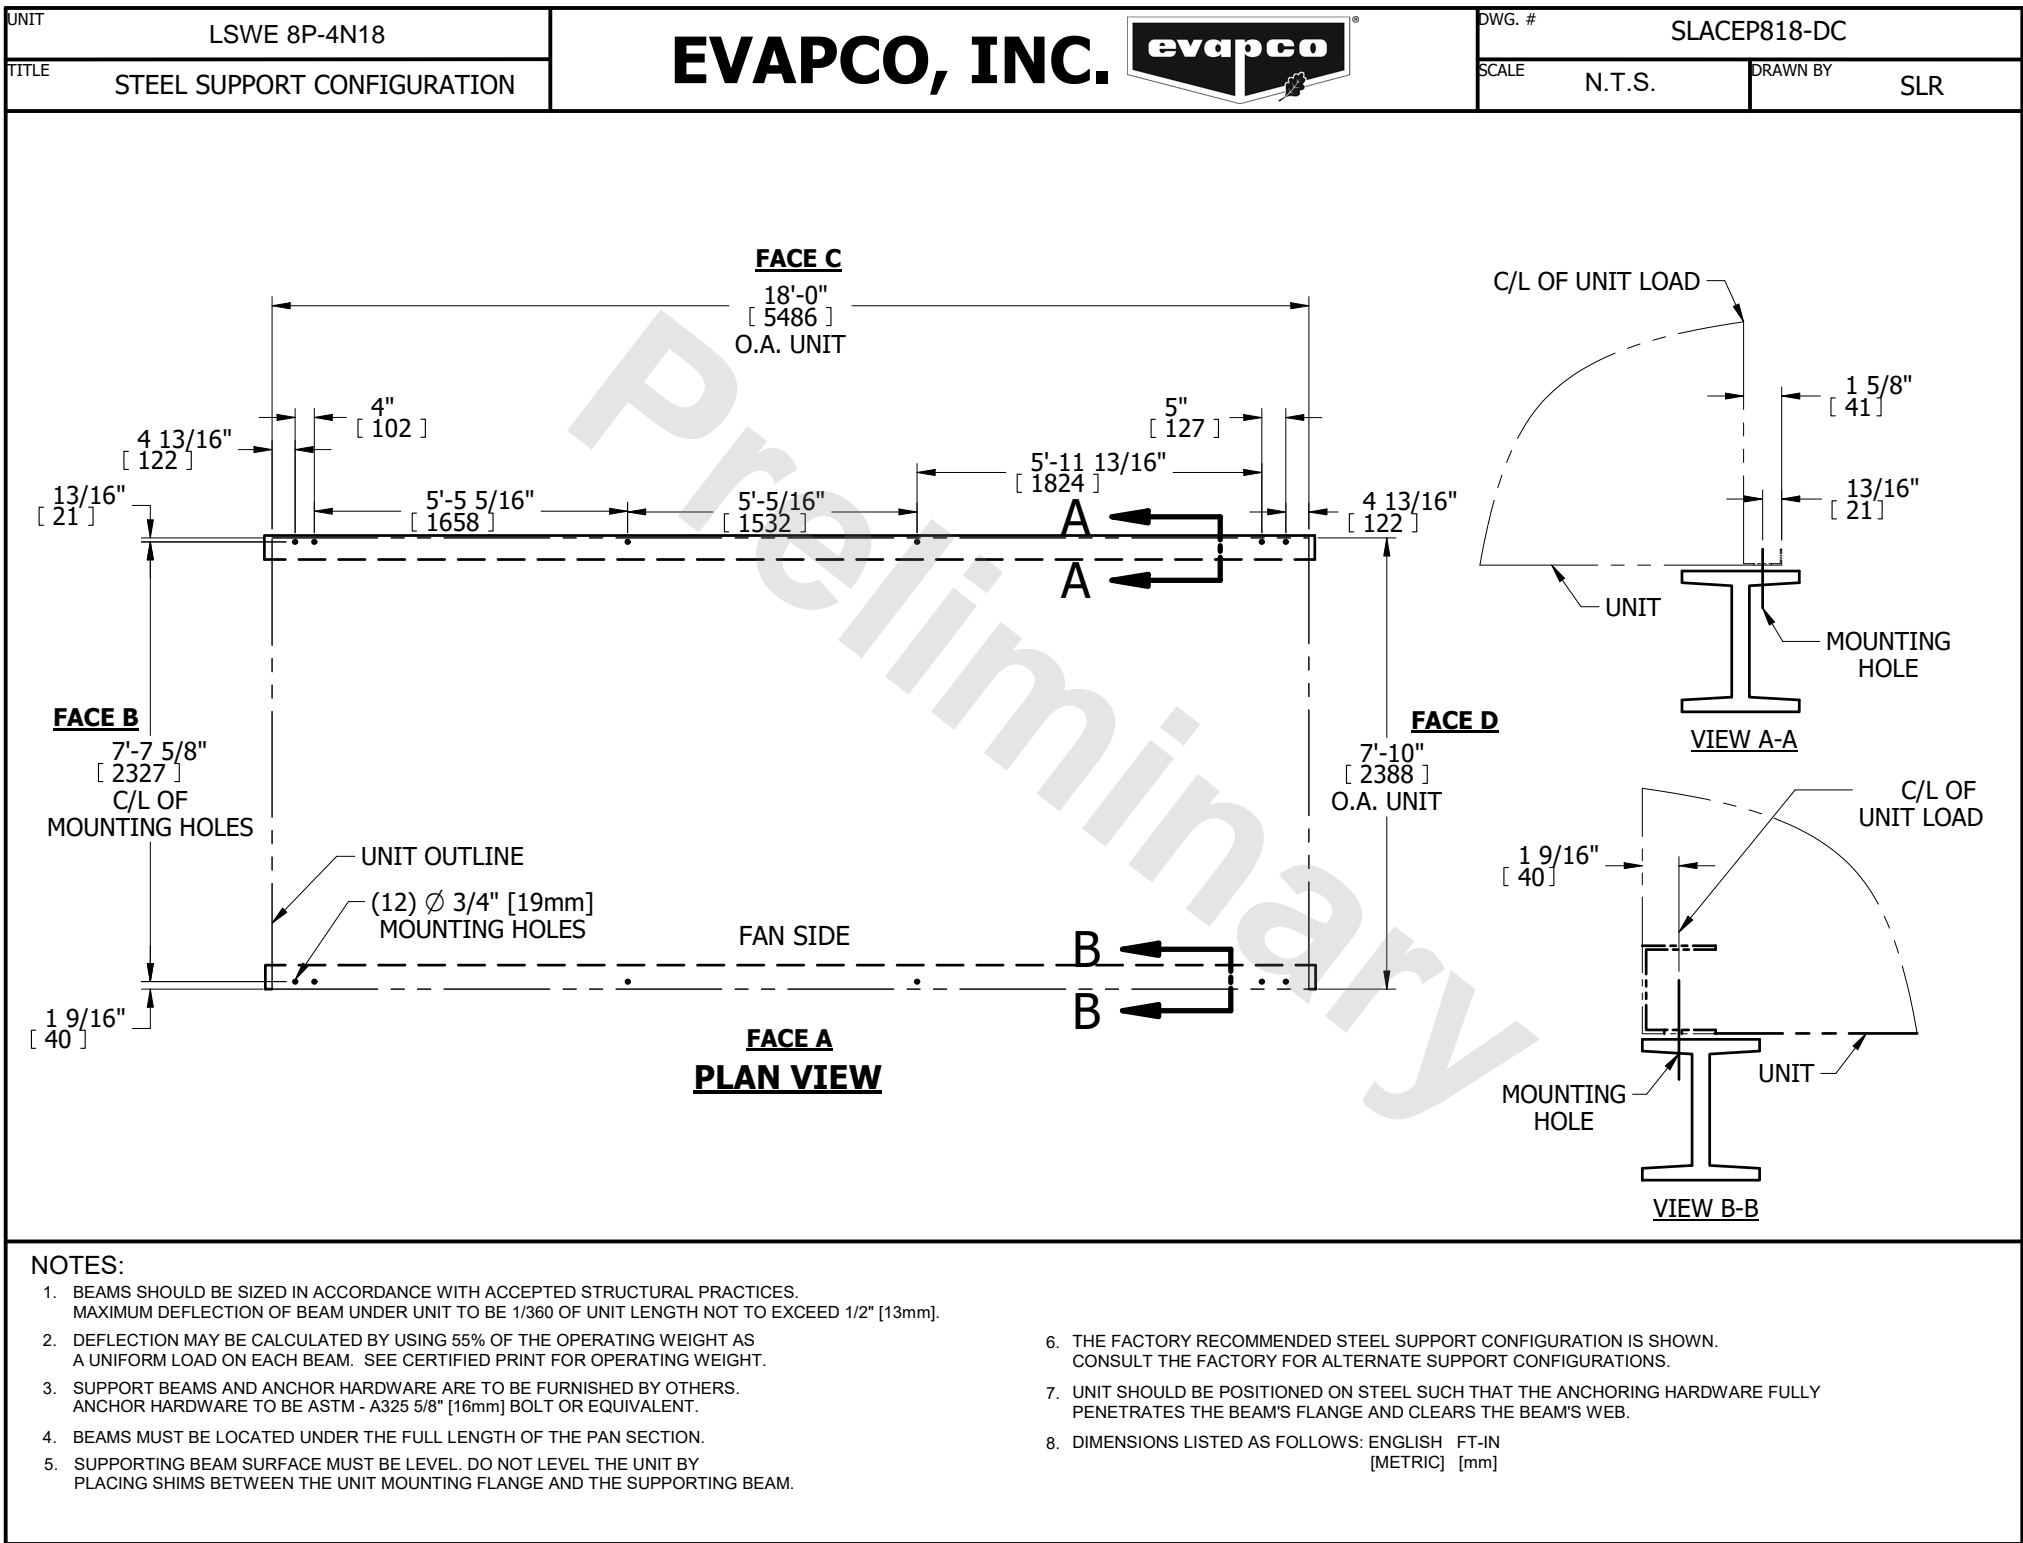 UNIT
LSWE 8P-4N18
TITLE
STEEL SUPPORT CONFIGURATION
EVAPCO, INC.
evapco
®
DWG. #
SLACEP818-DC
SCALE
N.T.S.
DRAWN BY
SLR
FACE C
18'-0"
[ 5486 ]
O.A. UNIT
4"
[ 102 ]
5"
[ 127 ]
4 13/16"
[ 122 ]
5'-11 13/16"
[ 1824 ]
13/16"
[ 21 ]
5'-5 5/16"
[ 1658 ]
5'-5/16"
[ 1532 ]
4 13/16"
[ 122 ]
A
A
FACE B
7'-7 5/8"
[ 2327 ]
C/L OF
MOUNTING HOLES
FACE D
7'-10"
[ 2388 ]
O.A. UNIT
UNIT OUTLINE
(12) Ø 3/4" [19mm]
MOUNTING HOLES
FAN SIDE
B
B
1 9/16"
[ 40 ]
FACE A
PLAN VIEW
Preliminary
C/L OF UNIT LOAD
1 5/8"
[ 41 ]
13/16"
[ 21 ]
UNIT
MOUNTING
HOLE
VIEW A-A
C/L OF
UNIT LOAD
1 9/16"
[ 40 ]
UNIT
MOUNTING
HOLE
VIEW B-B
NOTES:
1. BEAMS SHOULD BE SIZED IN ACCORDANCE WITH ACCEPTED STRUCTURAL PRACTICES.
MAXIMUM DEFLECTION OF BEAM UNDER UNIT TO BE 1/360 OF UNIT LENGTH NOT TO EXCEED 1/2" [13mm].
2. DEFLECTION MAY BE CALCULATED BY USING 55% OF THE OPERATING WEIGHT AS
A UNIFORM LOAD ON EACH BEAM. SEE CERTIFIED PRINT FOR OPERATING WEIGHT.
3. SUPPORT BEAMS AND ANCHOR HARDWARE ARE TO BE FURNISHED BY OTHERS.
ANCHOR HARDWARE TO BE ASTM - A325 5/8" [16mm] BOLT OR EQUIVALENT.
4. BEAMS MUST BE LOCATED UNDER THE FULL LENGTH OF THE PAN SECTION.
5. SUPPORTING BEAM SURFACE MUST BE LEVEL. DO NOT LEVEL THE UNIT BY
PLACING SHIMS BETWEEN THE UNIT MOUNTING FLANGE AND THE SUPPORTING BEAM.
6. THE FACTORY RECOMMENDED STEEL SUPPORT CONFIGURATION IS SHOWN.
CONSULT THE FACTORY FOR ALTERNATE SUPPORT CONFIGURATIONS.
7. UNIT SHOULD BE POSITIONED ON STEEL SUCH THAT THE ANCHORING HARDWARE FULLY
PENETRATES THE BEAM'S FLANGE AND CLEARS THE BEAM'S WEB.
8. DIMENSIONS LISTED AS FOLLOWS: ENGLISH FT-IN
[METRIC] [mm]